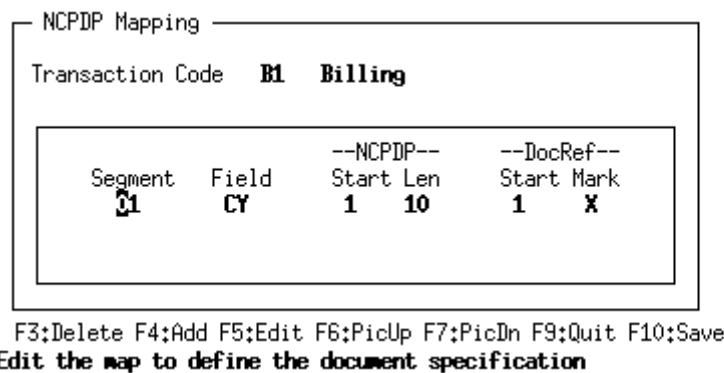 NCPDP Mapping
Transaction Code B1 Billing
--NCPDP-- --DocRef--
Segment Field Start Len Start Mark
01 CY 1 10 1 X
F3:Delete F4:Add F5:Edit F6:PicUp F7:PicDn F9:Quit F10:Save
Edit the map to define the document specification